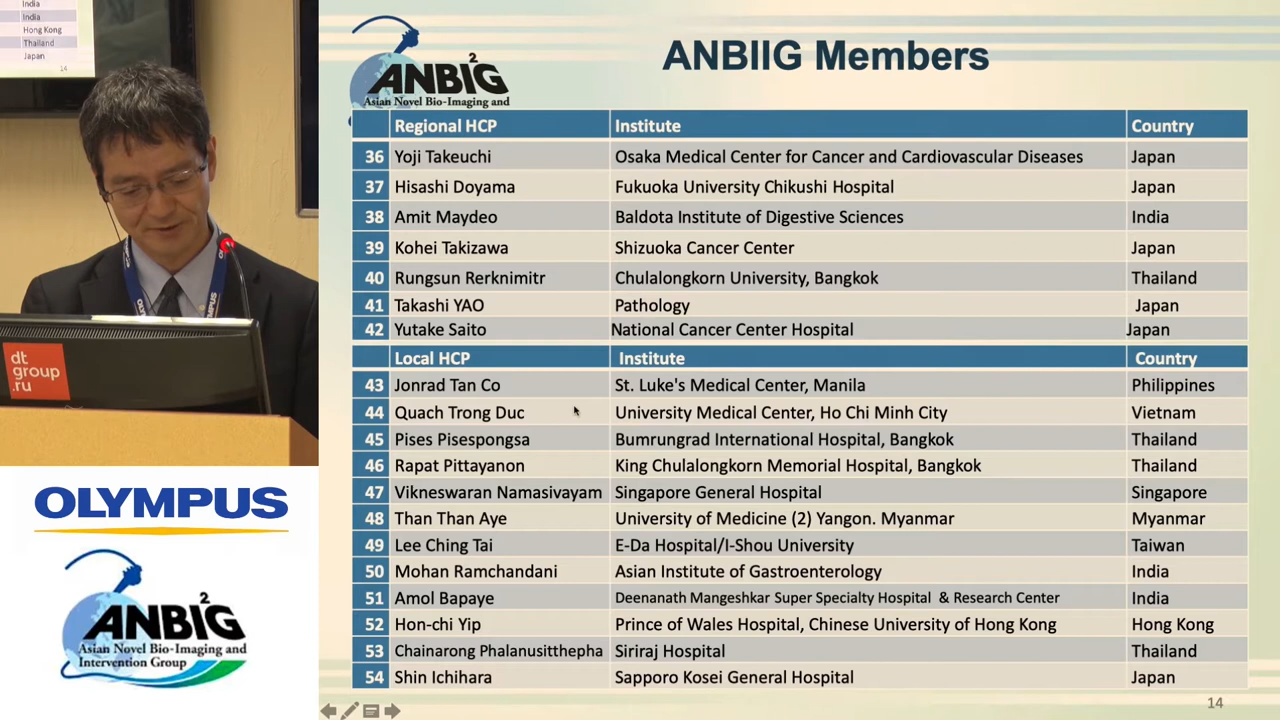 India
India
Hong Kong
Thailand
Japan
14
OLYMPUS
dt
group
.ru
OLYMPUS
ANBI2G
Asian Novel Bio-Imaging and
Intervention Group
ANBI2G
Asian Novel Bio-Imaging and
ANBIIG Members
Regional HCP Institute Country
36 Yoji Takeuchi Osaka Medical Center for Cancer and Cardiovascular Diseases Japan
37 Hisashi Doyama Fukuoka University Chikushi Hospital Japan
38 Amit Maydeo Baldota Institute of Digestive Sciences India
39 Kohei Takizawa Shizuoka Cancer Center Japan
40 Rungsun Rerknimitr Chulalongkorn University, Bangkok Thailand
41 Takashi YAO Pathology Japan
42 Yutake Saito National Cancer Center Hospital Japan
Local HCP Institute Country
43 Jonrad Tan Co St. Luke's Medical Center, Manila Philippines
44 Quach Trong Duc University Medical Center, Ho Chi Minh City Vietnam
45 Pises Pisespongsa Bumrungrad International Hospital, Bangkok Thailand
46 Rapat Pittayanon King Chulalongkorn Memorial Hospital, Bangkok Thailand
47 Vikneswaran Namasivayam Singapore General Hospital Singapore
48 Than Than Aye University of Medicine (2) Yangon. Myanmar Myanmar
49 Lee Ching Tai E-Da Hospital/I-Shou University Taiwan
50 Mohan Ramchandani Asian Institute of Gastroenterology India
51 Amol Bapaye Deenanath Mangeshkar Super Specialty Hospital & Research Center India
52 Hon-chi Yip Prince of Wales Hospital, Chinese University of Hong Kong Hong Kong
53 Chainarong Phalanusitthepha Siriraj Hospital Thailand
54 Shin Ichihara Sapporo Kosei General Hospital Japan
14